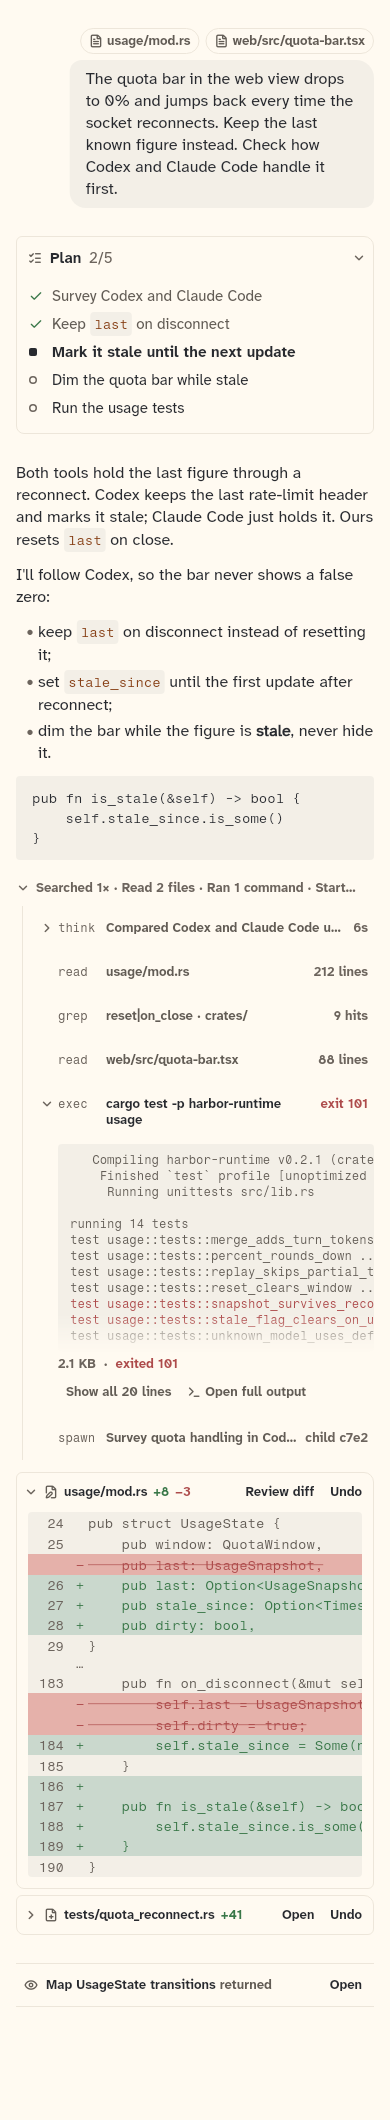 usage/mod.rs web/src/quota-bar.tsx
The quota bar in the web view drops
to 0% and jumps back every time the
socket reconnects. Keep the last
known figure instead. Check how
Codex and Claude Code handle it
first.
Plan 2/5
Survey Codex and Claude Code
Keep last on disconnect
Mark it stale until the next update
Dim the quota bar while stale
Run the usage tests
Both tools hold the last figure through a
reconnect. Codex keeps the last rate-limit header
and marks it stale; Claude Code just holds it. Ours
resets last on close.
I'll follow Codex, so the bar never shows a false
zero:
• keep last on disconnect instead of resetting
it;
• set stale_since until the first update after
reconnect;
• dim the bar while the figure is stale, never hide
it.
pub fn is_stale(&self) -> bool {
self.stale_since.is_some()
}
Searched 1× · Read 2 files · Ran 1 command · Start…
think Compared Codex and Claude Code u… 6s
read usage/mod.rs 212 lines
grep reset|on_close · crates/ 9 hits
read web/src/quota-bar.tsx 88 lines
exec cargo test -p harbor-runtime exit 101
usage
Compiling harbor-runtime v0.2.1 (crate
Finished `test` profile [unoptimized
Running unittests src/lib.rs
running 14 tests
test usage::tests::merge_adds_turn_tokens
test usage::tests::percent_rounds_down ..
test usage::tests::replay_skips_partial_t
test usage::tests::reset_clears_window ..
test usage::tests::snapshot_survives_reco
test usage::tests::stale_flag_clears_on_u
test usage::tests::unknown_model_uses_def
2.1 KB · exited 101
Show all 20 lines Open full output
spawn Survey quota handling in Cod… child c7e2
usage/mod.rs +8 −3 Review diff Undo
24 pub struct UsageState {
25 pub window: QuotaWindow,
− pub last: UsageSnapshot,
26 + pub last: Option<UsageSnapsho
27 + pub stale_since: Option<Times
28 + pub dirty: bool,
29 }
…
183 pub fn on_disconnect(&mut sel
− self.last = UsageSnapshot
− self.dirty = true;
184 + self.stale_since = Some(n
185 }
186 +
187 + pub fn is_stale(&self) -> boo
188 + self.stale_since.is_some(
189 + }
190 }
tests/quota_reconnect.rs +41 Open Undo
Map UsageState transitions returned Open